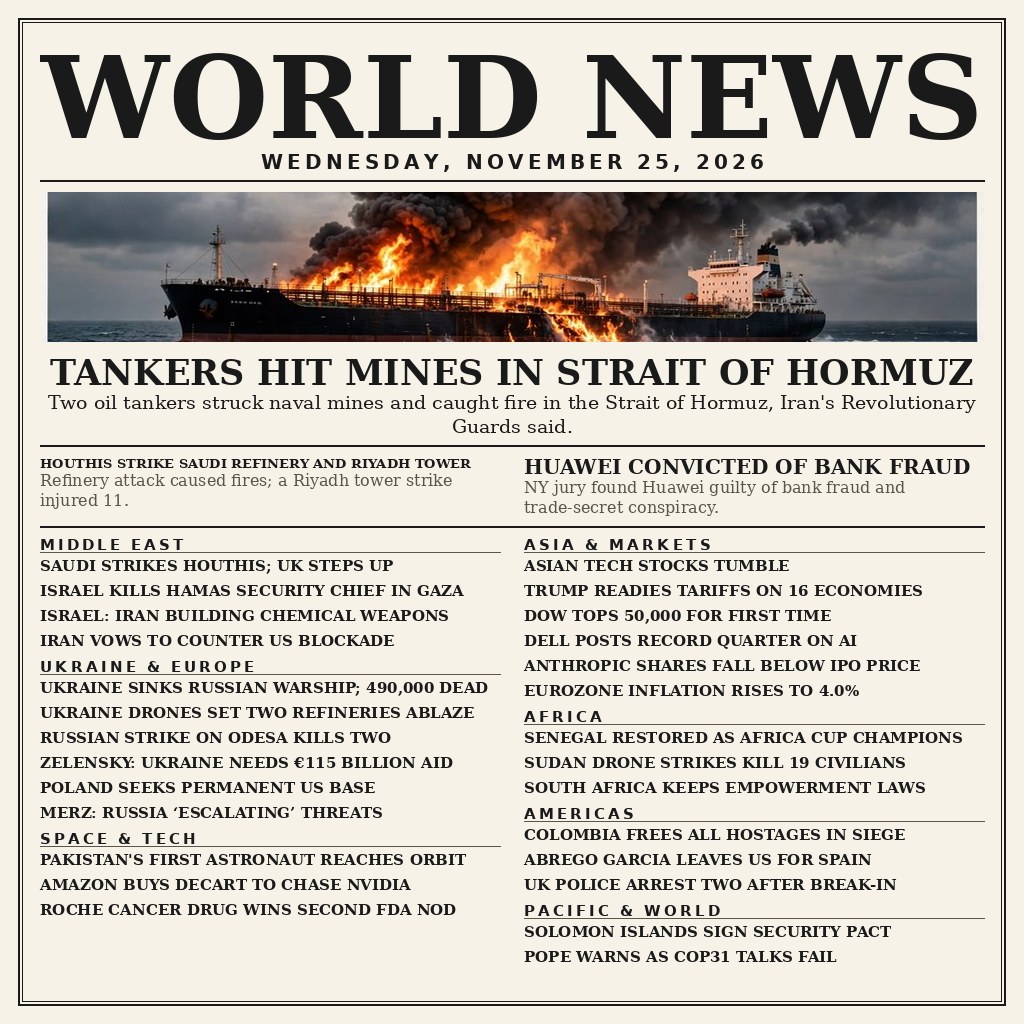 WORLD NEWS
WEDNESDAY, NOVEMBER 25, 2026
TANKERS HIT MINES IN STRAIT OF HORMUZ
Two oil tankers struck naval mines and caught fire in the Strait of Hormuz, Iran's Revolutionary
Guards said.
HOUTHIS STRIKE SAUDI REFINERY AND RIYADH TOWER
Refinery attack caused fires; a Riyadh tower strike
injured 11.
HUAWEI CONVICTED OF BANK FRAUD
NY jury found Huawei guilty of bank fraud and
trade-secret conspiracy.
MIDDLE EAST
SAUDI STRIKES HOUTHIS; UK STEPS UP
ISRAEL KILLS HAMAS SECURITY CHIEF IN GAZA
ISRAEL: IRAN BUILDING CHEMICAL WEAPONS
IRAN VOWS TO COUNTER US BLOCKADE
UKRAINE & EUROPE
UKRAINE SINKS RUSSIAN WARSHIP; 490,000 DEAD
UKRAINE DRONES SET TWO REFINERIES ABLAZE
RUSSIAN STRIKE ON ODESA KILLS TWO
ZELENSKY: UKRAINE NEEDS €115 BILLION AID
POLAND SEEKS PERMANENT US BASE
MERZ: RUSSIA ‘ESCALATING’ THREATS
SPACE & TECH
PAKISTAN'S FIRST ASTRONAUT REACHES ORBIT
AMAZON BUYS DECART TO CHASE NVIDIA
ROCHE CANCER DRUG WINS SECOND FDA NOD
ASIA & MARKETS
ASIAN TECH STOCKS TUMBLE
TRUMP READIES TARIFFS ON 16 ECONOMIES
DOW TOPS 50,000 FOR FIRST TIME
DELL POSTS RECORD QUARTER ON AI
ANTHROPIC SHARES FALL BELOW IPO PRICE
EUROZONE INFLATION RISES TO 4.0%
AFRICA
SENEGAL RESTORED AS AFRICA CUP CHAMPIONS
SUDAN DRONE STRIKES KILL 19 CIVILIANS
SOUTH AFRICA KEEPS EMPOWERMENT LAWS
AMERICAS
COLOMBIA FREES ALL HOSTAGES IN SIEGE
ABREGO GARCIA LEAVES US FOR SPAIN
UK POLICE ARREST TWO AFTER BREAK-IN
PACIFIC & WORLD
SOLOMON ISLANDS SIGN SECURITY PACT
POPE WARNS AS COP31 TALKS FAIL